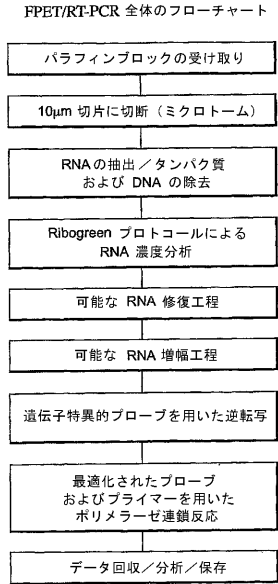 FPET/RT-PCR 全体のフローチャート
パラフィンブロックの受け取り
10μm 切片に切断（ミクロトーム）
RNAの抽出／タンパク質
および DNA の除去
Ribogreen プロトコールによる
RNA 濃度分析
可能な RNA 修復工程
可能な RNA 増幅工程
遺伝子特異的プローブを用いた逆転写
最適化されたプローブ
およびプライマーを用いた
ポリメラーゼ連鎖反応
データ回収／分析／保存